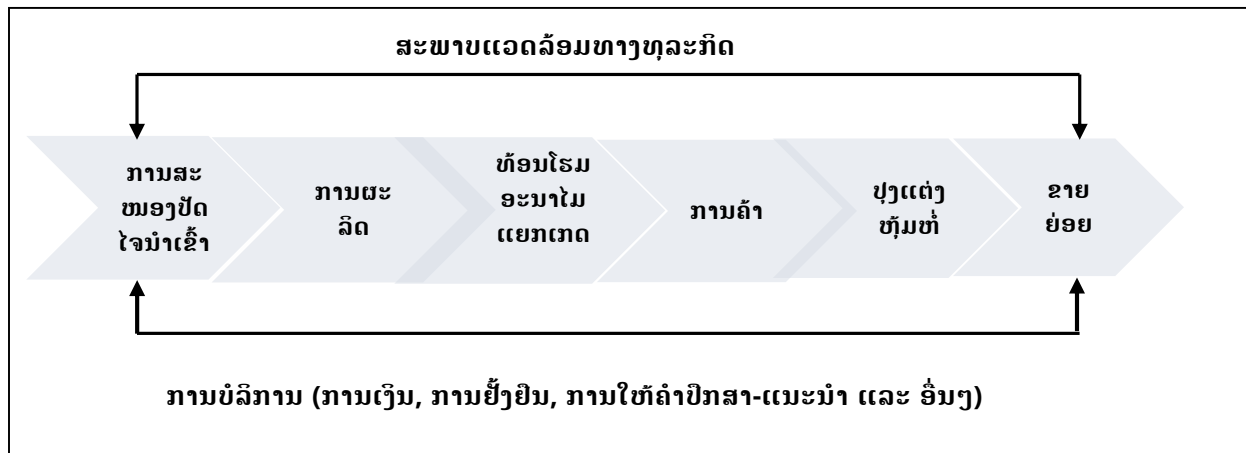 ສະພາບແວດລ້ອມທາງທຸລະກິດ
ການສະ
ໜອງປັດ
ໄຈນຳເຂົ້າ
ການຜະ
ລິດ
ທ້ອນໂຮມ
ອະນາໄມ
ແຍກເກດ
ການຄ້າ
ປຸງແຕ່ງ
ຫຸ້ມຫໍ່
ຂາຍ
ຍ່ອຍ
ການບໍລິການ (ການເງິນ, ການຢັ້ງຢືນ, ການໃຫ້ຄຳປຶກສາ-ແນະນຳ ແລະ ອື່ນໆ)